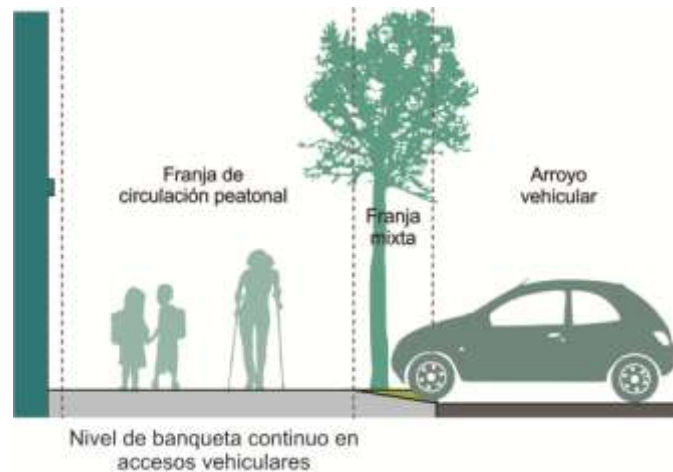 Franja de
circulación peatonal
Franja
mixta
Arroyo
vehicular
Nivel de banqueta continuo en
accesos vehiculares